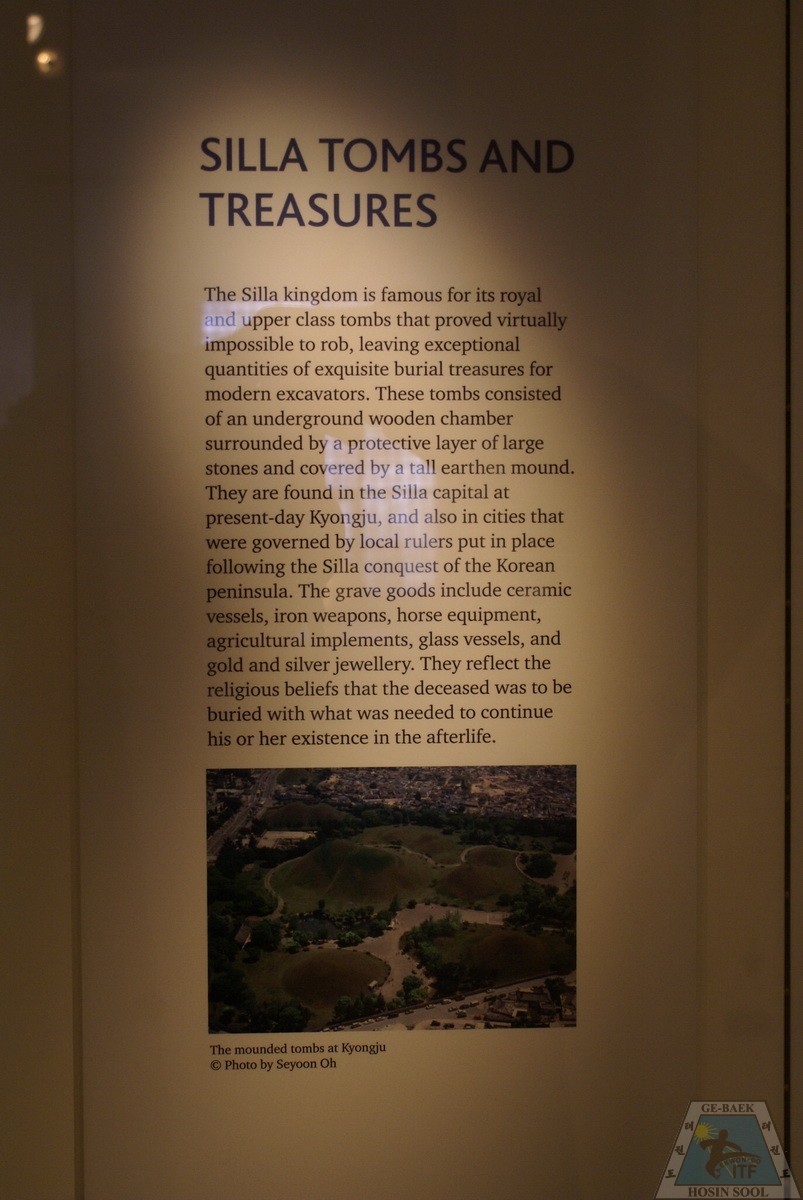 SILLA TOMBS AND
TREASURES
The Silla kingdom is famous for its royal
and upper class tombs that proved virtually
impossible to rob, leaving exceptional
quantities of exquisite burial treasures for
modern excavators. These tombs consisted
of an underground wooden chamber
surrounded by a protective layer of large
stones and covered by a tall earthen mound.
They are found in the Silla capital at
present-day Kyongju, and also in cities that
were governed by local rulers put in place
following the Silla conquest of the Korean
peninsula. The grave goods include ceramic
vessels, iron weapons, horse equipment,
agricultural implements, glass vessels, and
gold and silver jewellery. They reflect the
religious beliefs that the deceased was to be
buried with what was needed to continue
his or her existence in the afterlife.
The mounded tombs at Kyongju
© Photo by Seyoon Oh
GE-BAEK
ITF
HOSIN SOOL